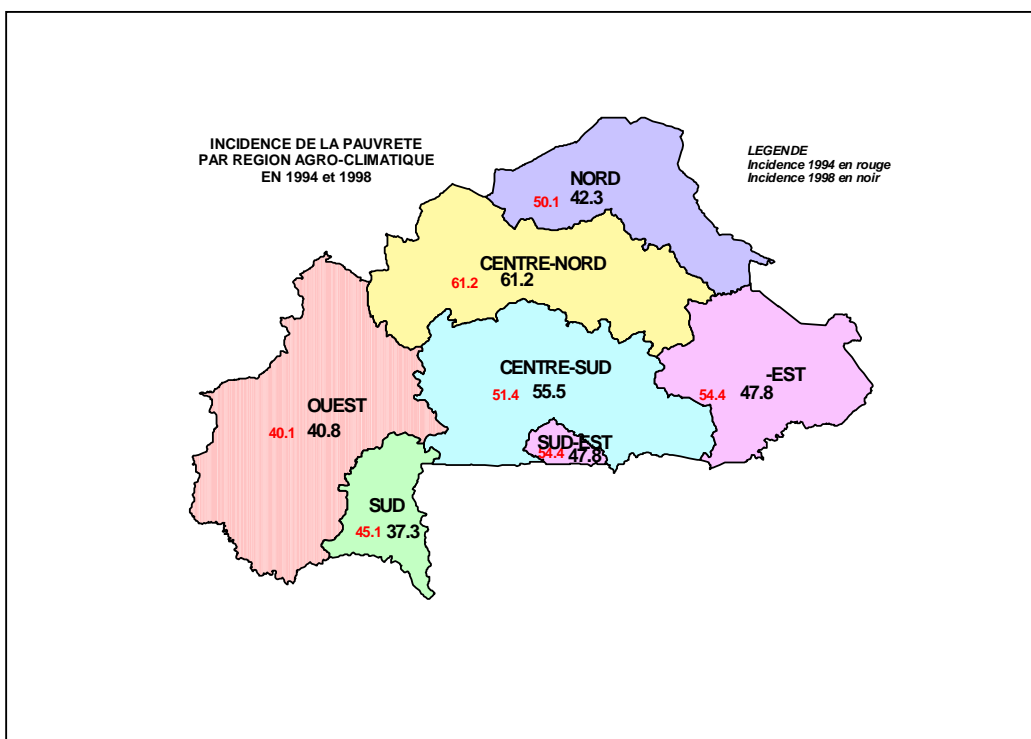 INCIDENCE DE LA PAUVRETE
PAR REGION AGRO-CLIMATIQUE
EN 1994 et 1998
LEGENDE
Incidence 1994 en rouge
Incidence 1998 en noir
NORD
50.1 42.3
CENTRE-NORD
61.2 61.2
CENTRE-SUD
51.4 55.5
-EST
54.4 47.8
OUEST
40.1 40.8
SUD-EST
54.4 47.8
SUD
45.1 37.3